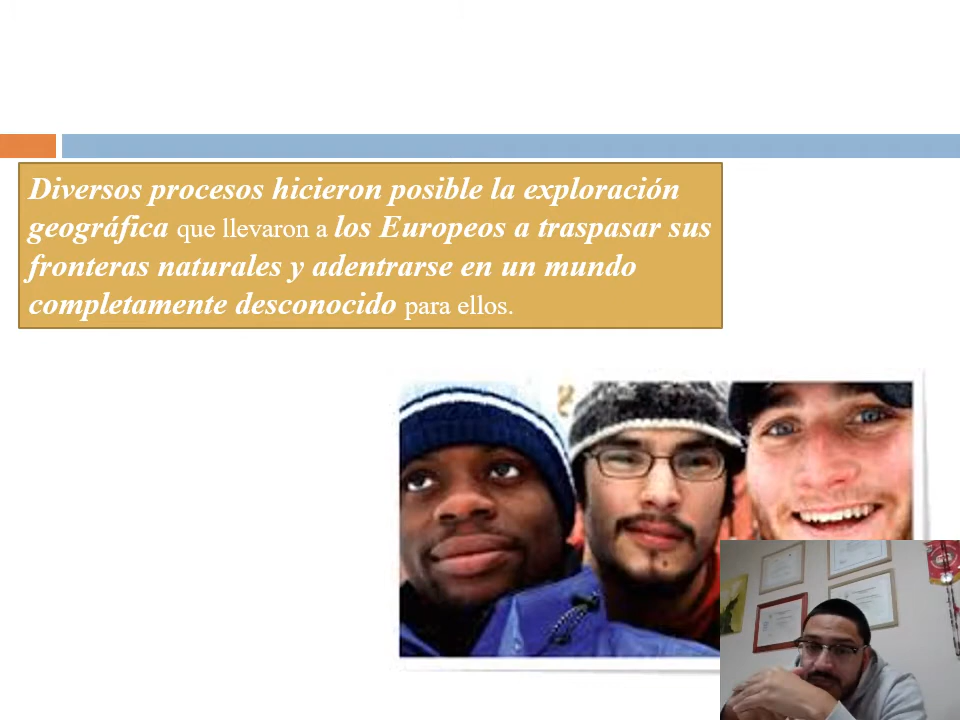 Diversos procesos hicieron posible la exploración
geográfica que llevaron a los Europeos a traspasar sus
fronteras naturales y adentrarse en un mundo
completamente desconocido para ellos.